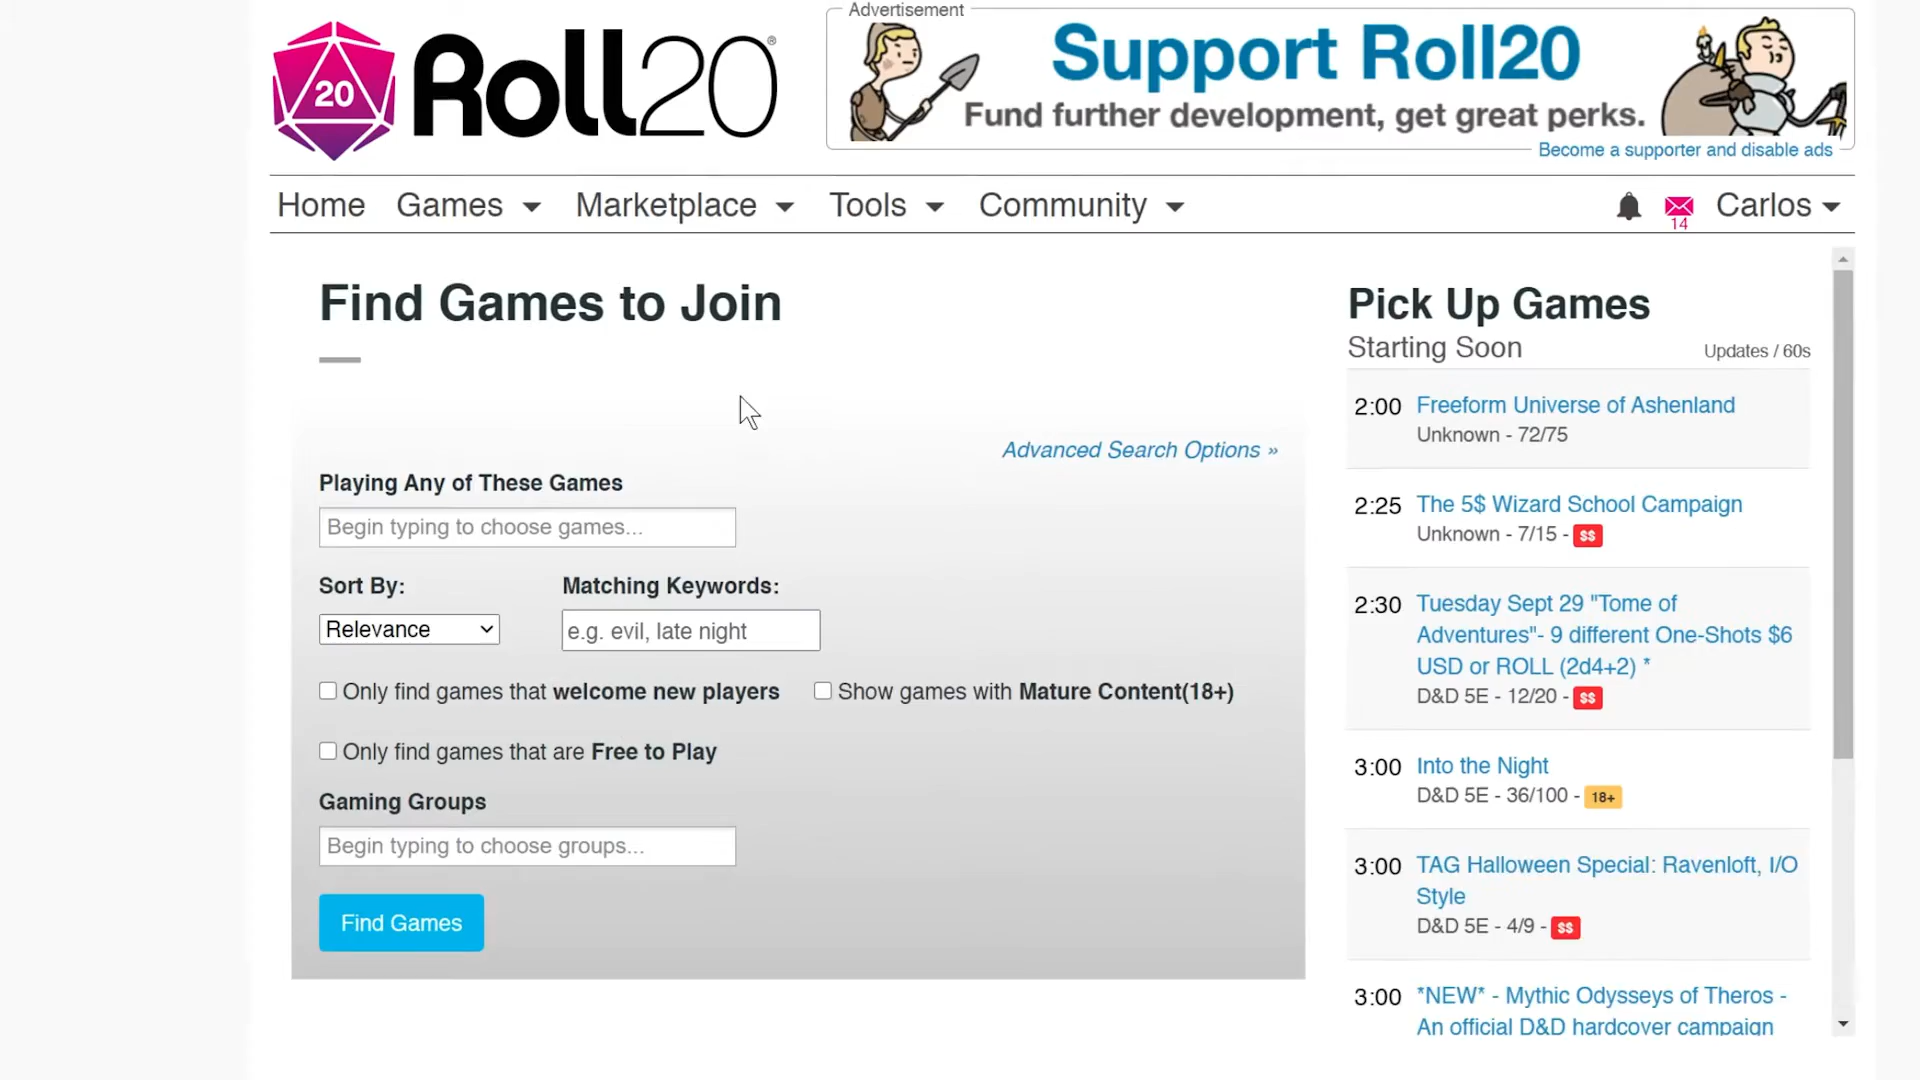 Advertisement
20
Roll20®
Support Roll20
Fund further development, get great perks.
Become a supporter and disable ads
Home Games Marketplace Tools Community
14
Carlos
Find Games to Join
Advanced Search Options »
Playing Any of These Games
Begin typing to choose games...
Sort By: Matching Keywords:
Relevance e.g. evil, late night
Only find games that welcome new players Show games with Mature Content(18+)
Only find games that are Free to Play
Gaming Groups
Begin typing to choose groups...
Find Games
Pick Up Games
Starting Soon Updates / 60s
2:00 Freeform Universe of Ashenland
Unknown - 72/75
2:25 The 5$ Wizard School Campaign
Unknown - 7/15 - $$
2:30 Tuesday Sept 29 "Tome of
Adventures"- 9 different One-Shots $6
USD or ROLL (2d4+2) *
D&D 5E - 12/20 - $$
3:00 Into the Night
D&D 5E - 36/100 - 18+
3:00 TAG Halloween Special: Ravenloft, I/O
Style
D&D 5E - 4/9 - $$
3:00 *NEW* - Mythic Odysseys of Theros -
An official D&D hardcover campaign